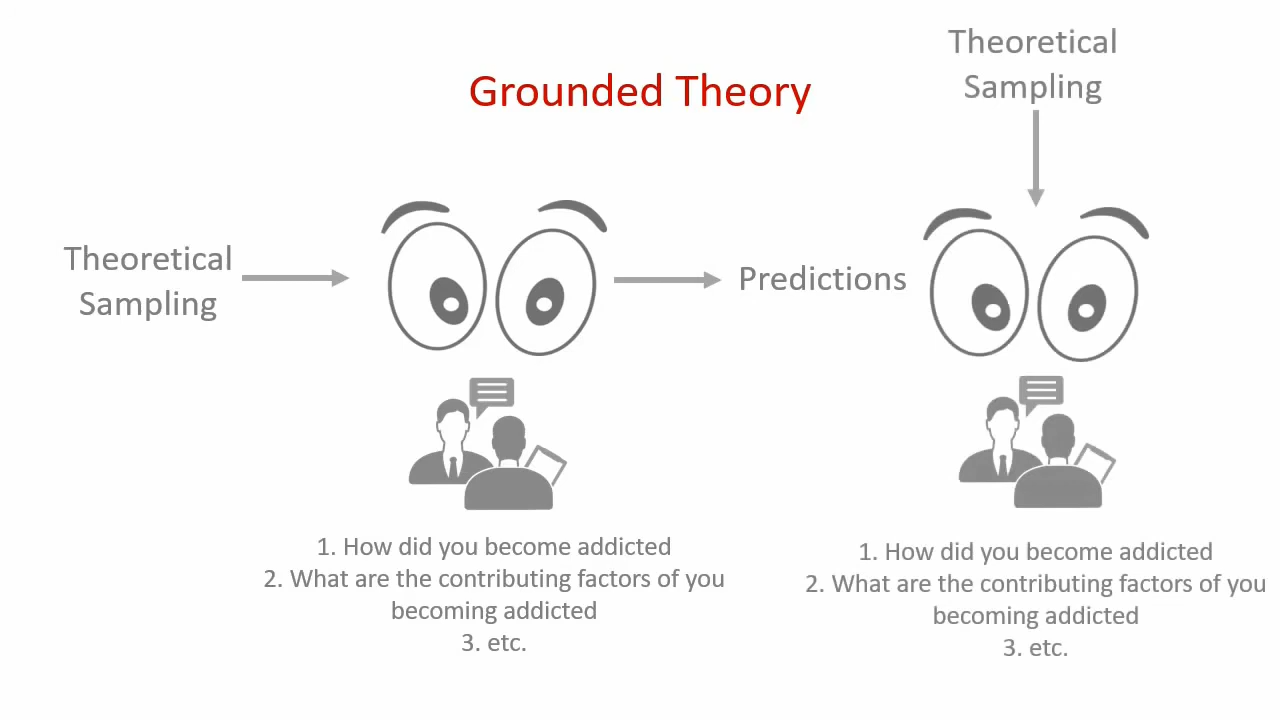 Theoretical
Sampling
Grounded Theory
Theoretical
Sampling
Predictions
1. How did you become addicted
2. What are the contributing factors of you
becoming addicted
3. etc.
1. How did you become addicted
2. What are the contributing factors of you
becoming addicted
3. etc.